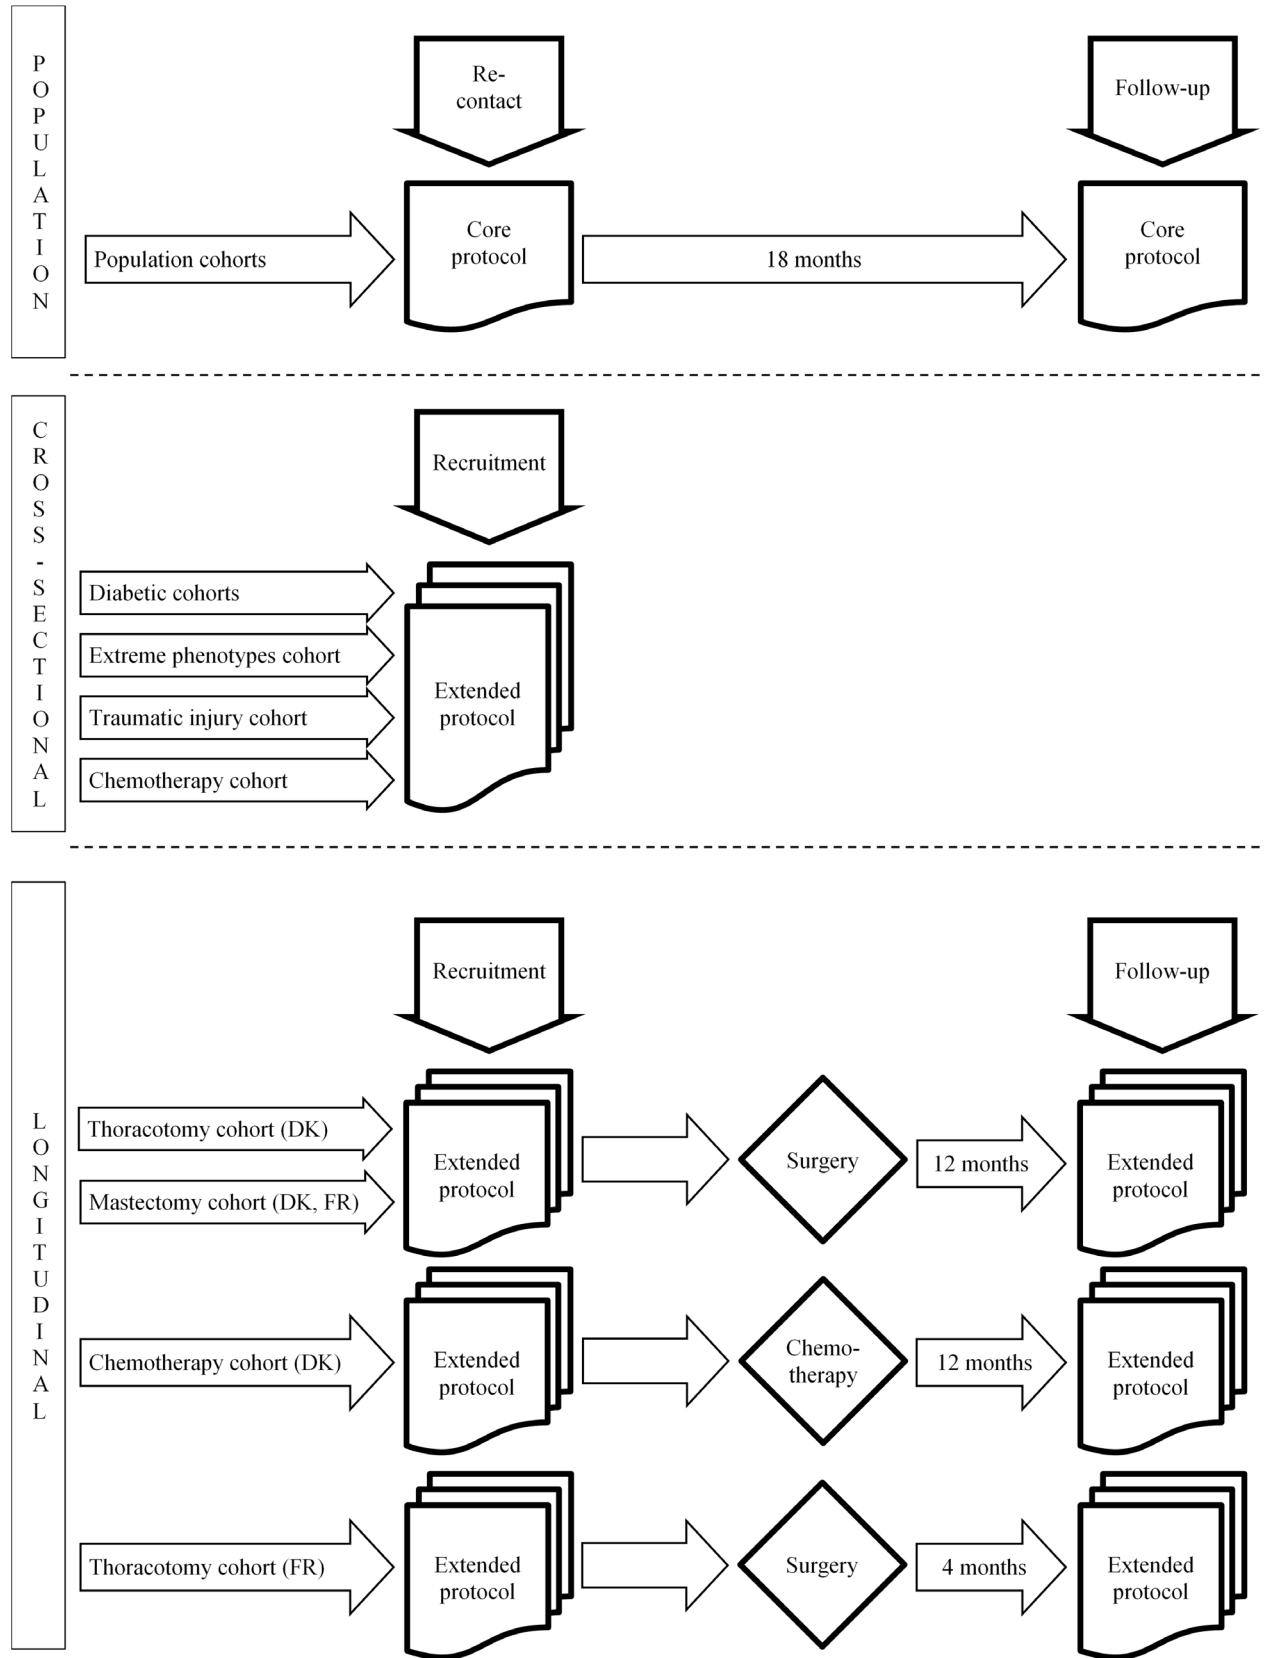 POPULATION
Re-
contact
Follow-up
Population cohorts
Core
protocol
18 months
Core
protocol
CROSS-SECTIONAL
Recruitment
Diabetic cohorts
Extreme phenotypes cohort
Traumatic injury cohort
Chemotherapy cohort
Extended
protocol
LONGITUDINAL
Recruitment
Follow-up
Thoracotomy cohort (DK)
Mastectomy cohort (DK, FR)
Extended
protocol
Surgery
12 months
Extended
protocol
Chemotherapy cohort (DK)
Extended
protocol
Chemo-
therapy
12 months
Extended
protocol
Thoracotomy cohort (FR)
Extended
protocol
Surgery
4 months
Extended
protocol